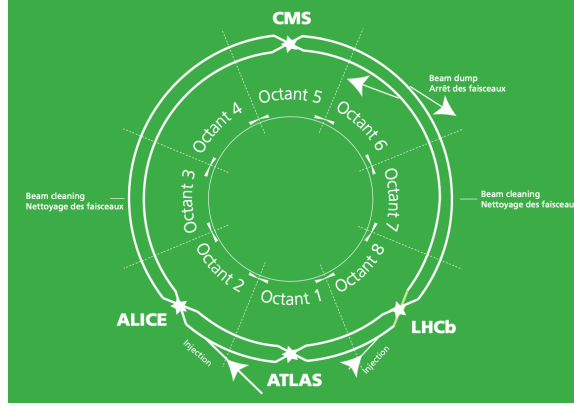 CMS
Beam dump
Arrêt des faisceaux
Octant 5
Octant 4
Octant 6
Octant 3
Octant 7
Beam cleaning
Nettoyage des faisceaux
Beam cleaning
Nettoyage des faisceau
Octant 2
Octant 8
Octant 1
ALICE
LHCb
Injection
Injection
ATLAS